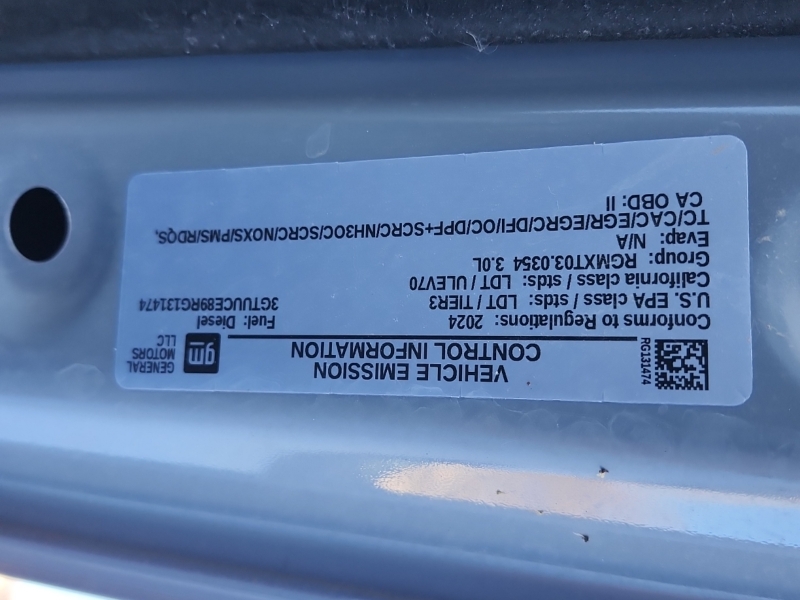 RG131474
VEHICLE EMISSION
CONTROL INFORMATION
gm
GENERAL
MOTORS
LLC
Conforms to Regulations: 2024 Fuel: Diesel
U.S. EPA class / stds: LDT / TIER3 3GTUUCE89RG131474
California class / stds: LDT / ULEV70
Group: RGMXT03.0354 3.0L
Evap: N/A
TC/CAC/EGR/EGRC/DFI/OC/DPF+SCRC/NH3OC/SCRC/NOXS/PMS/RDQS,
CA OBD: II